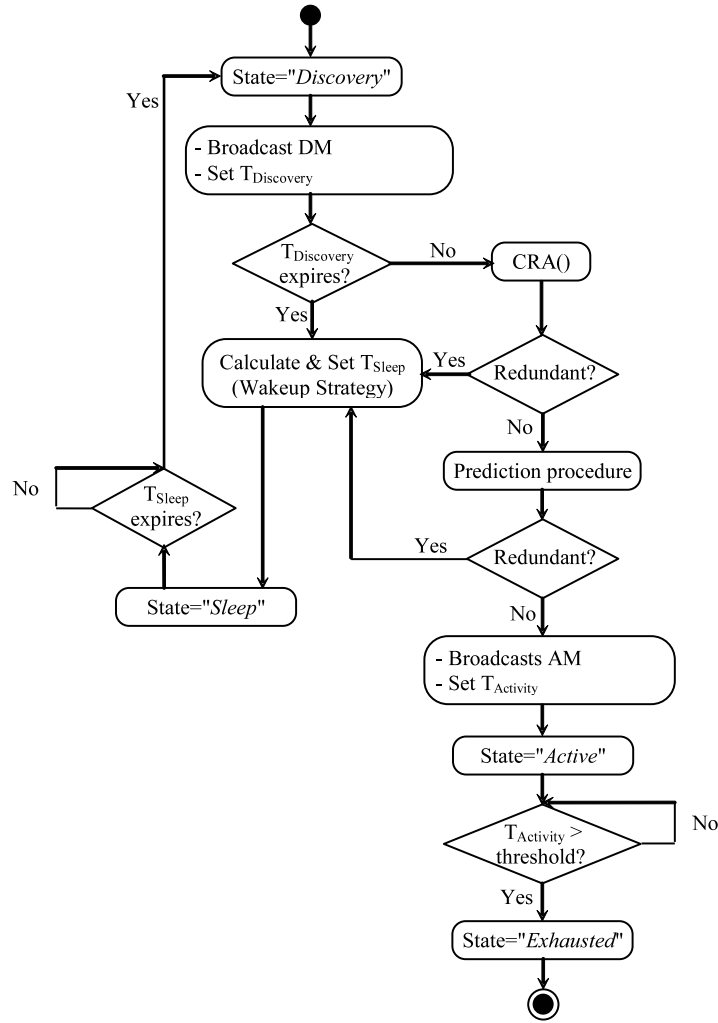 State="Discovery"
Yes
- Broadcast DM
- Set TDiscovery
TDiscovery
expires?
No
CRA()
Yes
Calculate & Set TSleep
(Wakeup Strategy)
Yes
Redundant?
No
Prediction procedure
No
TSleep
expires?
Yes
Redundant?
State="Sleep"
No
- Broadcasts AM
- Set TActivity
State="Active"
TActivity >
threshold?
No
Yes
State="Exhausted"